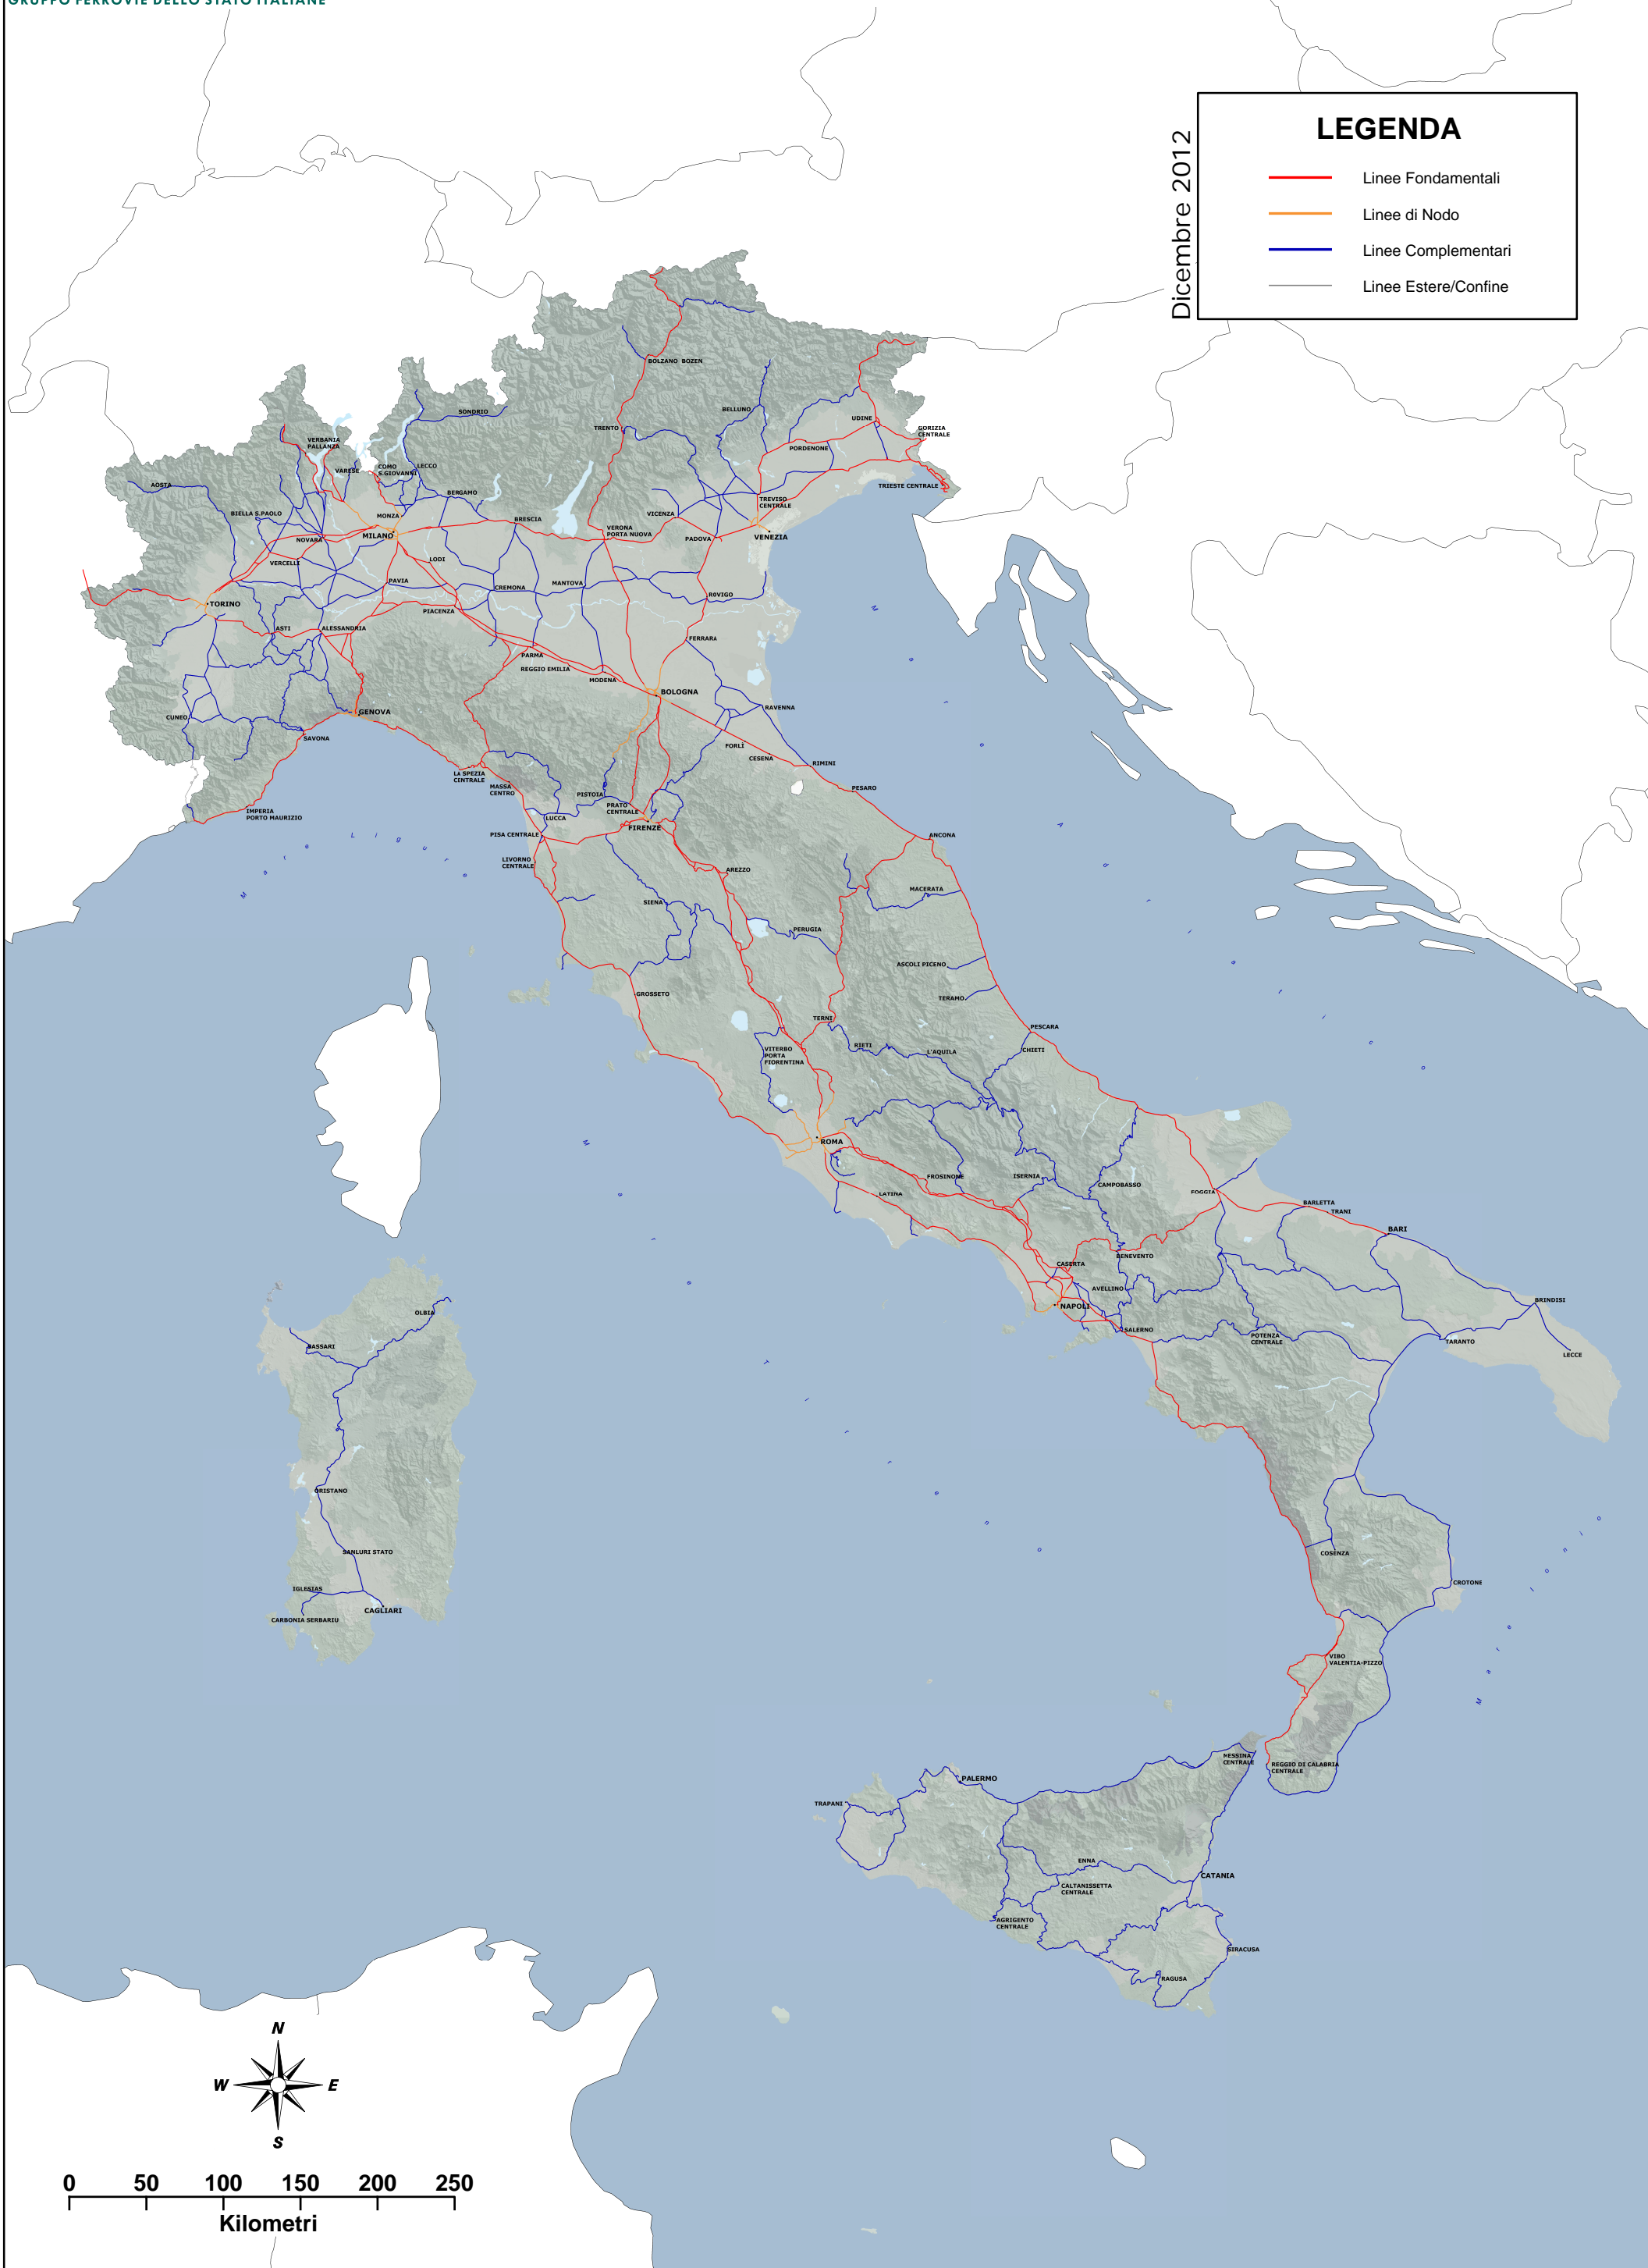 GRUPPO FERROVIE DELLO STATO ITALIANE
Dicembre 2012
LEGENDA
Linee Fondamentali
Linee di Nodo
Linee Complementari
Linee Estere/Confine
BOLZANO BOZEN
SONDRIO
BELLUNO
UDINE
TRENTO
GORIZIA
CENTRALE
VERBANIA
PALLANZA
PORDENONE
VARESE
COMO
S.GIOVANNI
LECCO
AOSTA
BERGAMO
TRIESTE CENTRALE
TREVISO
CENTRALE
BIELLA S.PAOLO
MONZA
BRESCIA
VICENZA
VERONA
PORTA NUOVA
NOVARA
MILANO
PADOVA
VENEZIA
VERCELLI
LODI
PAVIA
CREMONA
MANTOVA
ROVIGO
TORINO
PIACENZA
ASTI
ALESSANDRIA
FERRARA
PARMA
REGGIO EMILIA
MODENA
BOLOGNA
RAVENNA
GENOVA
CUNEO
SAVONA
FORLÌ
CESENA
RIMINI
LA SPEZIA
CENTRALE
MASSA
CENTRO
PESARO
PISTOIA
PRATO
CENTRALE
IMPERIA
PORTO MAURIZIO
LUCCA
FIRENZE
PISA CENTRALE
ANCONA
Mare Ligure
LIVORNO
CENTRALE
AREZZO
MACERATA
SIENA
PERUGIA
ASCOLI PICENO
Mare Adriatico
GROSSETO
TERAMO
TERNI
PESCARA
VITERBO
PORTA
FIORENTINA
RIETI
L'AQUILA
CHIETI
ROMA
FROSINONE
ISERNIA
CAMPOBASSO
LATINA
FOGGIA
BARLETTA
TRANI
BARI
BENEVENTO
CASERTA
AVELLINO
NAPOLI
SALERNO
BRINDISI
OLBIA
SASSARI
POTENZA
CENTRALE
TARANTO
LECCE
Mar Tirreno
ORISTANO
SANLURI STATO
COSENZA
IGLESIAS
CROTONE
CAGLIARI
CARBONIA SERBARIU
Mar Ionio
VIBO
VALENTIA-PIZZO
MESSINA
CENTRALE
REGGIO DI CALABRIA
CENTRALE
PALERMO
TRAPANI
ENNA
CATANIA
CALTANISSETTA
CENTRALE
AGRIGENTO
CENTRALE
SIRACUSA
RAGUSA
N
W E
S
0 50 100 150 200 250
Kilometri